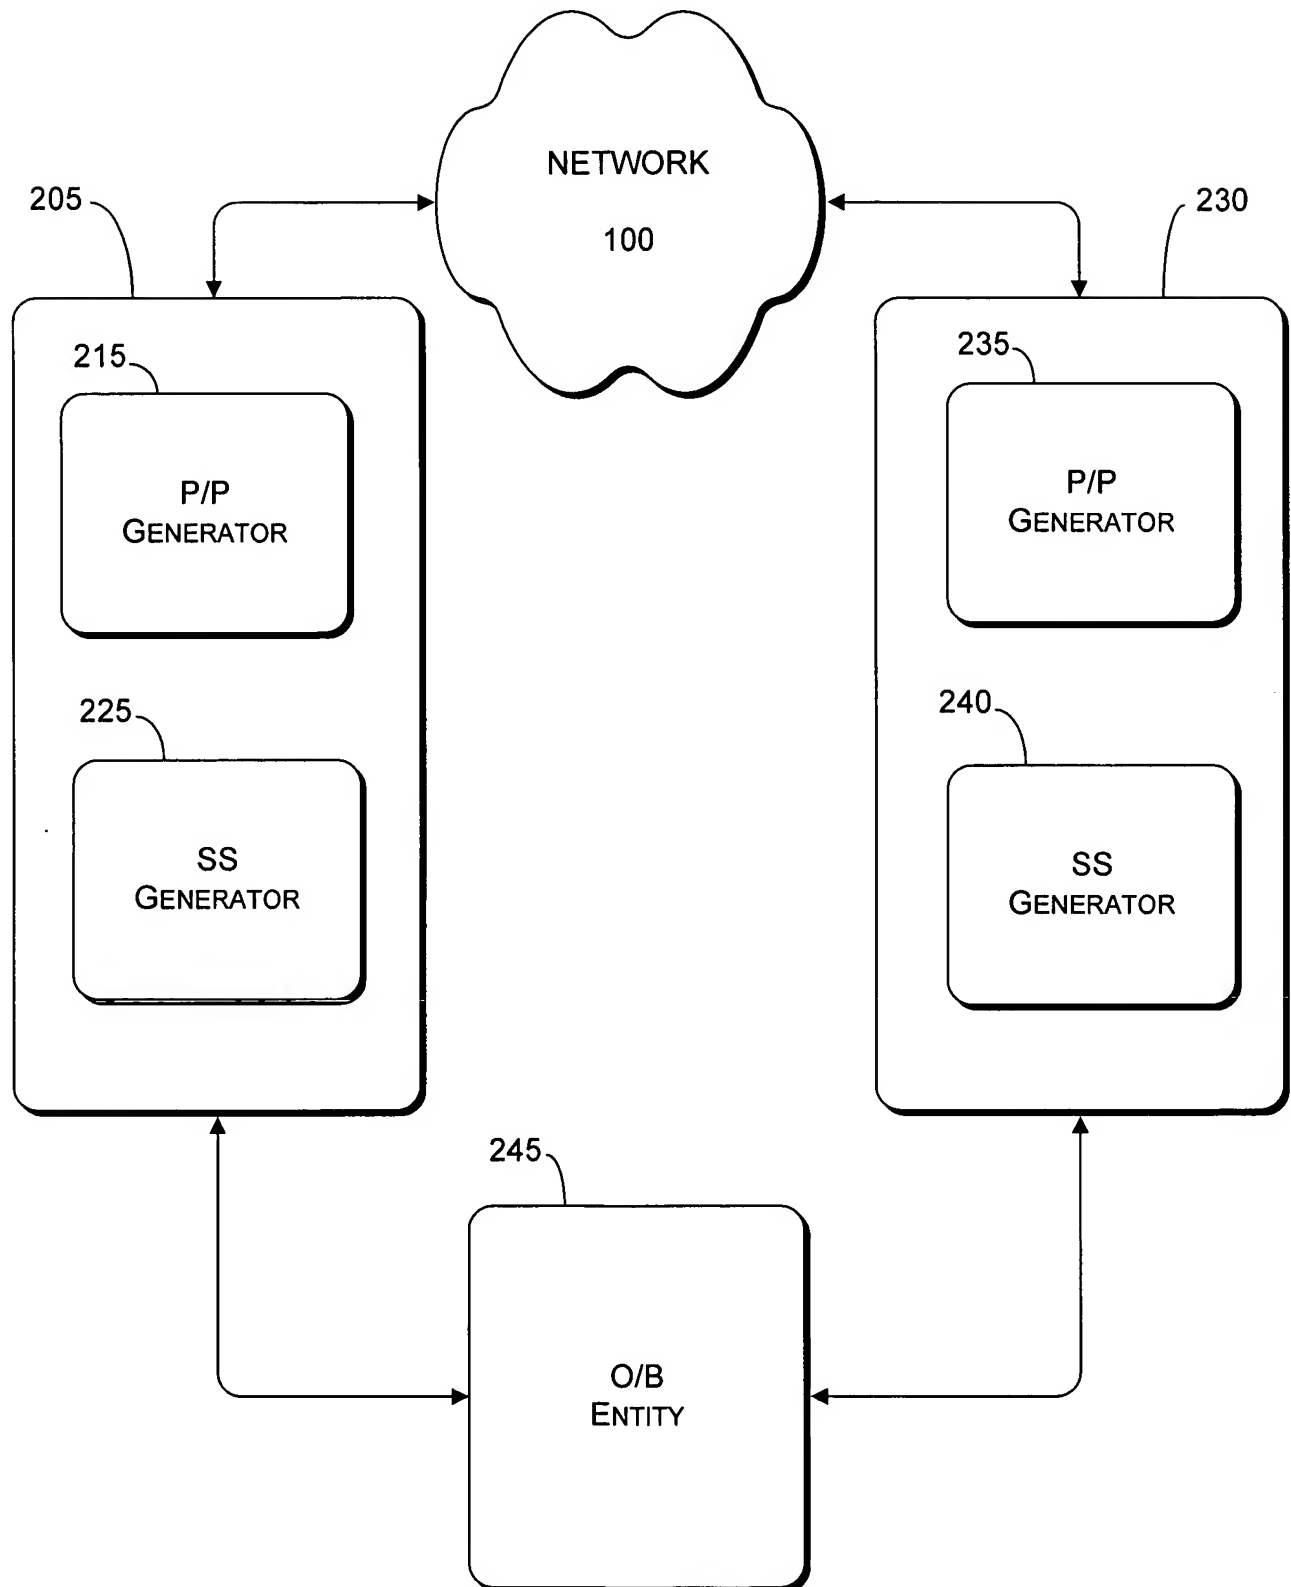 NETWORK
100
205
230
215
235
P/P
GENERATOR
P/P
GENERATOR
225
240
SS
GENERATOR
SS
GENERATOR
245
O/B
ENTITY